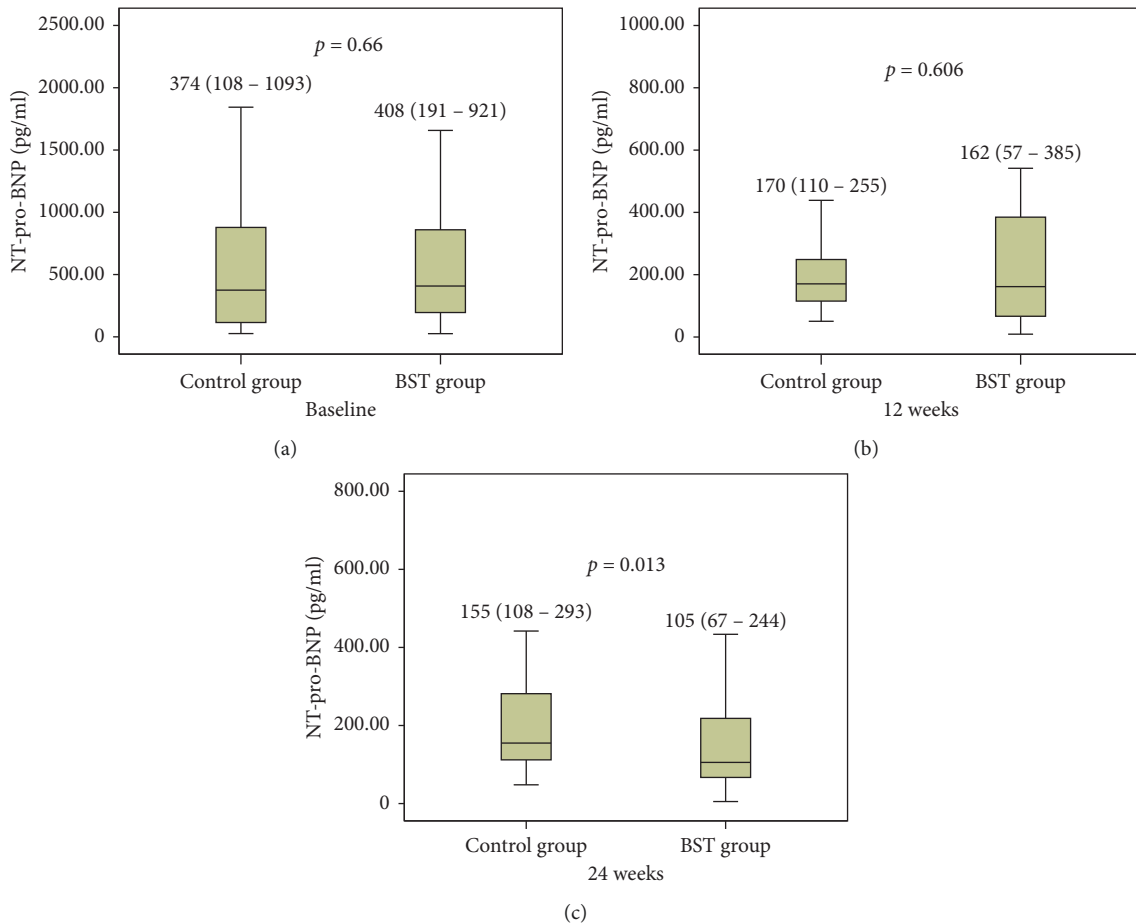 2500.00
2000.00
1500.00
1000.00
500.00
0
NT-pro-BNP (pg/ml)
p = 0.66
374 (108 – 1093)
408 (191 – 921)
Control group
BST group
Baseline
(a)
1000.00
800.00
600.00
400.00
200.00
0
NT-pro-BNP (pg/ml)
p = 0.606
170 (110 – 255)
162 (57 – 385)
Control group
BST group
12 weeks
(b)
800.00
600.00
400.00
200.00
0
NT-pro-BNP (pg/ml)
p = 0.013
155 (108 – 293)
105 (67 – 244)
Control group
BST group
24 weeks
(c)